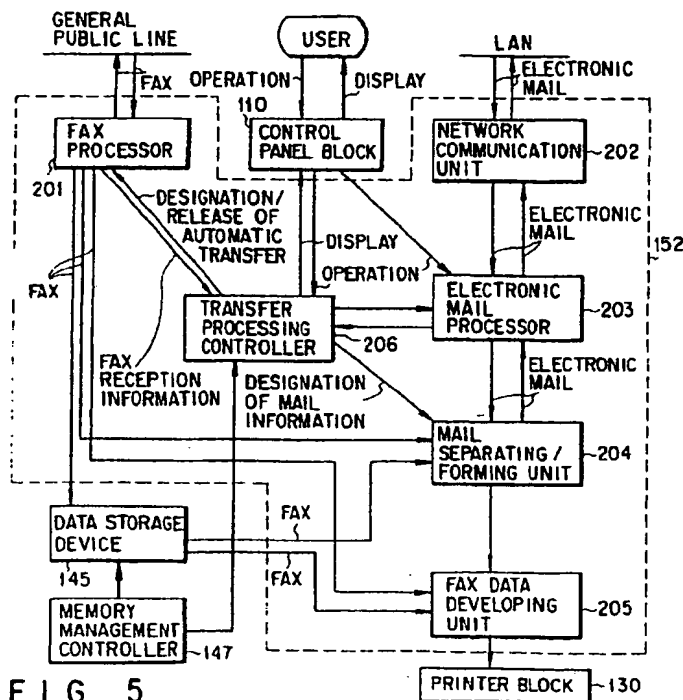 GENERAL
PUBLIC LINE
USER
LAN
FAX
OPERATION
DISPLAY
ELECTRONIC
MAIL
110
FAX
PROCESSOR
CONTROL
PANEL BLOCK
NETWORK
COMMUNICATION
UNIT
202
201
DESIGNATION/
RELEASE OF
AUTOMATIC
TRANSFER
DISPLAY
ELECTRONIC
MAIL
152
FAX
OPERATION
TRANSFER
PROCESSING
CONTROLLER
206
ELECTRONIC
MAIL
PROCESSOR
203
FAX
RECEPTION
INFORMATION
DESIGNATION
OF MAIL
INFORMATION
ELECTRONIC
MAIL
MAIL
SEPARATING/
FORMING UNIT
204
DATA STORAGE
DEVICE
145
FAX
FAX
MEMORY
MANAGEMENT
CONTROLLER
147
FAX DATA
DEVELOPING
UNIT
205
FIG. 5
PRINTER BLOCK
130